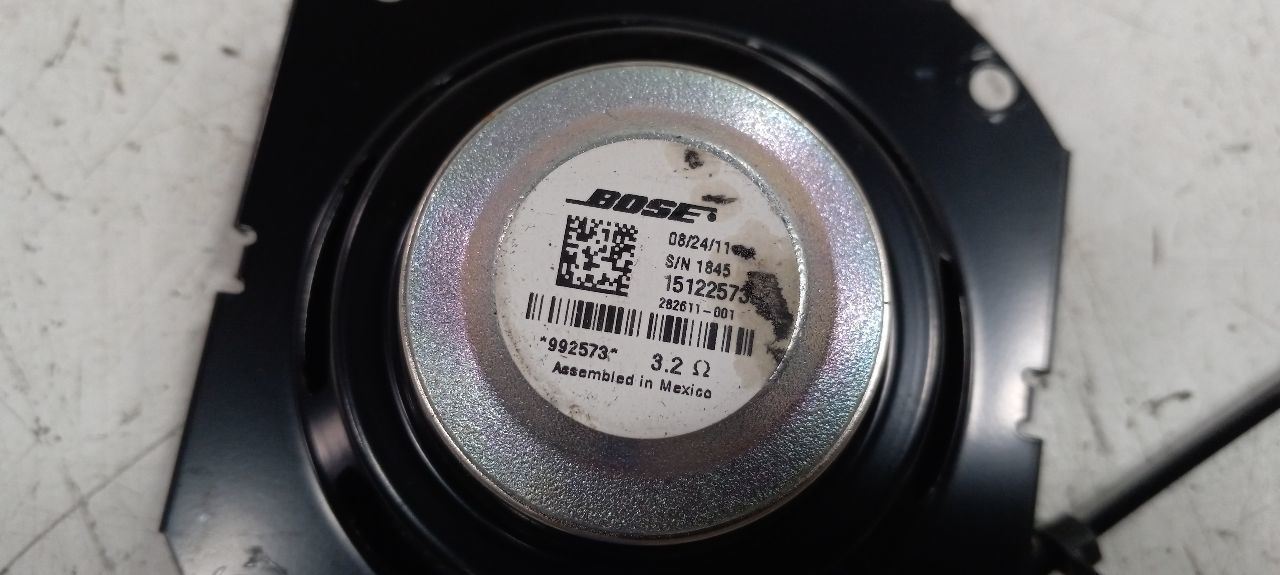 BOSE
08/24/11
S/N 1845
15122573
282611-001
*992573*
3.2 Ω
Assembled in Mexico